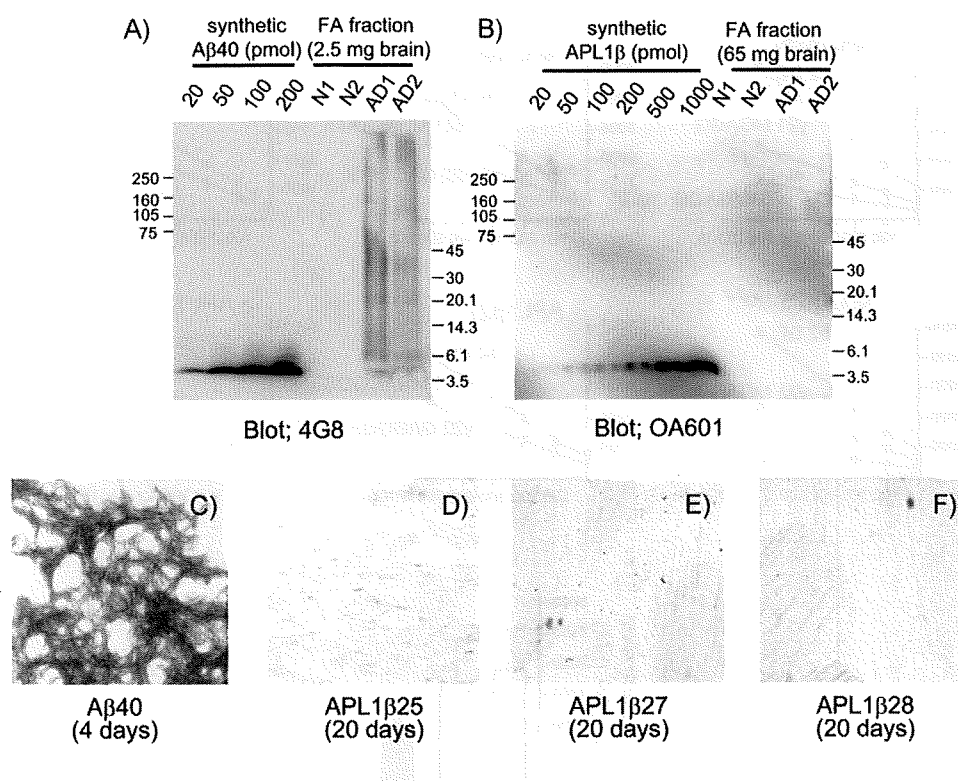 A)
synthetic
Aβ40 (pmol)
FA fraction
(2.5 mg brain)
20 50 100 200 N1 N2 AD1 AD2
250
160
105
75
45
30
20.1
14.3
6.1
3.5
Blot; 4G8
B)
synthetic
APL1β (pmol)
FA fraction
(65 mg brain)
20 50 100 200 500 1000 N1 N2 AD1 AD2
250
160
105
75
45
30
20.1
14.3
6.1
3.5
Blot; OA601
C)
Aβ40
(4 days)
D)
APL1β25
(20 days)
E)
APL1β27
(20 days)
F)
APL1β28
(20 days)